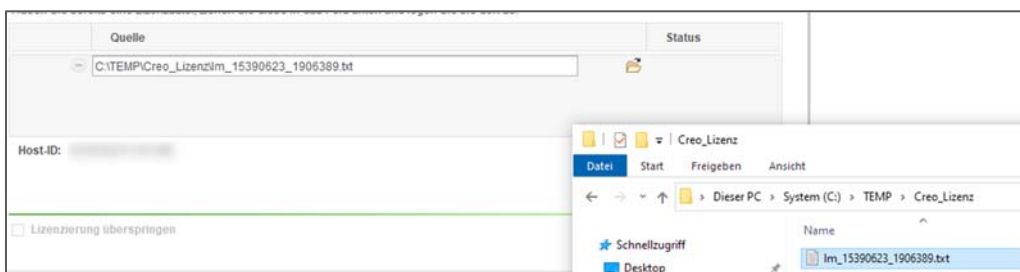 Quelle
Status
C:\TEMP\Creo_Lizenz\lm_15390623_1906389.txt
Host-ID:
Creo_Lizenz
Datei Start Freigeben Ansicht
Dieser PC > System (C:) > TEMP > Creo_Lizenz
Lizenzierung überspringen
Name
Schnellzugriff
lm_15390623_1906389.txt
Desktop